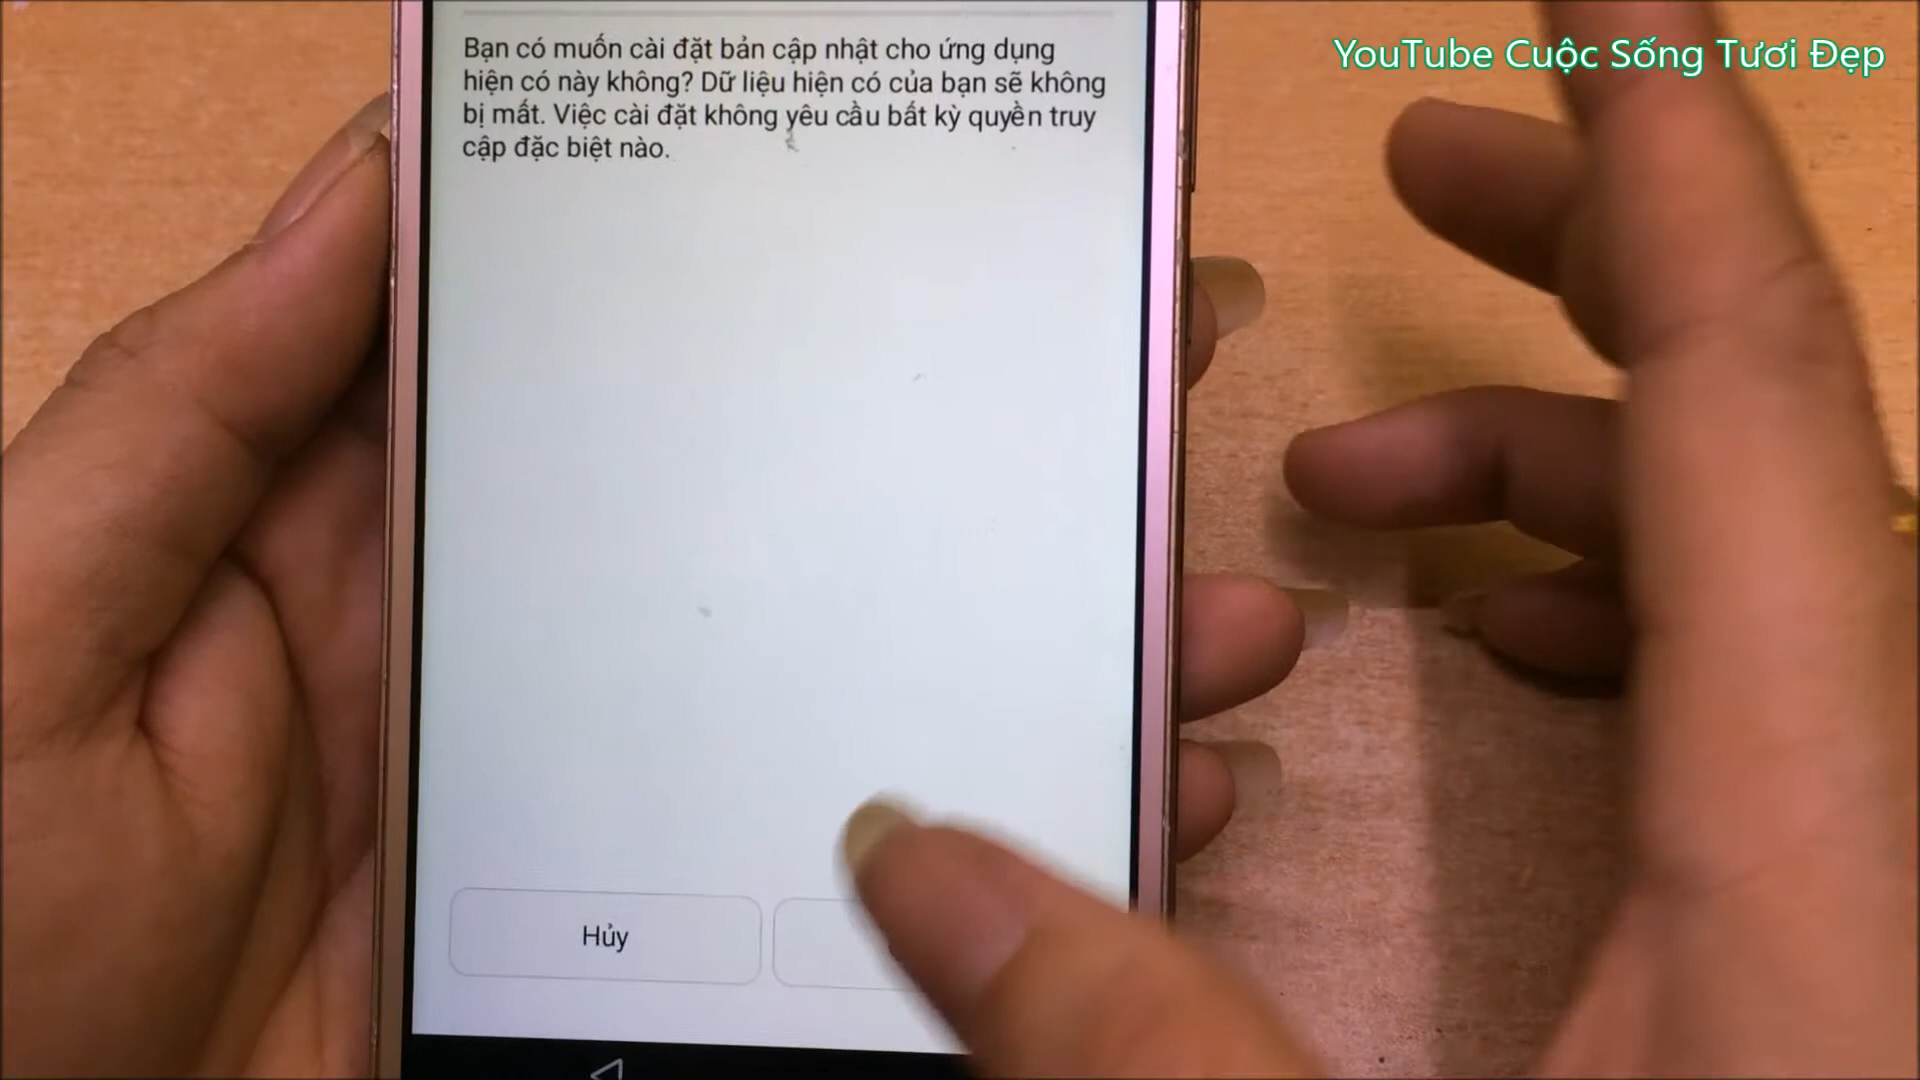 YouTube Cuộc Sống Tươi Đẹp
Bạn có muốn cài đặt bản cập nhật cho ứng dụng
hiện có này không? Dữ liệu hiện có của bạn sẽ không
bị mất. Việc cài đặt không yêu cầu bất kỳ quyền truy
cập đặc biệt nào.
Hủy